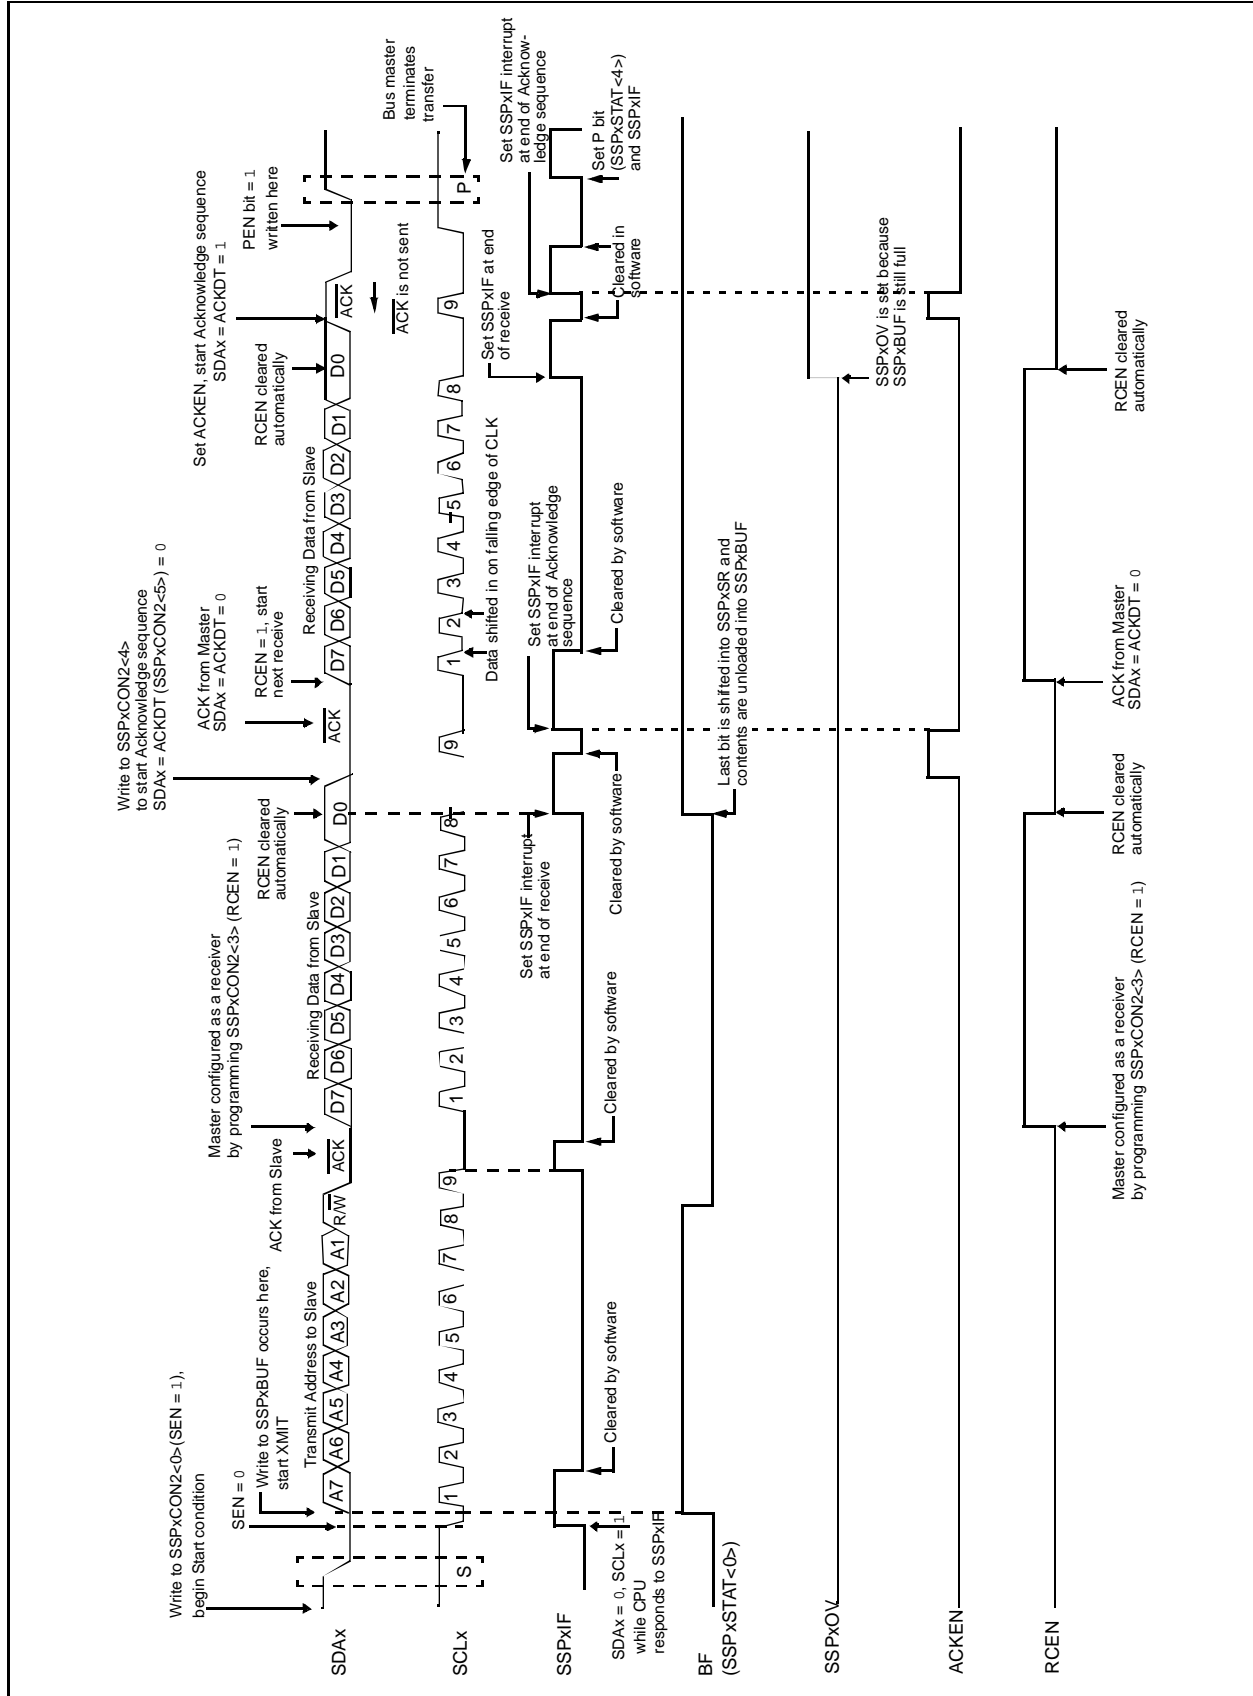 Write to SSPxCON2<0>(SEN = 1),
begin Start condition
SEN = 0
Write to SSPxBUF occurs here,
start XMIT
ACK from Slave
Master configured as a receiver
by programming SSPxCON2<3> (RCEN = 1)
RCEN cleared
automatically
Write to SSPxCON2<4>
to start Acknowledge sequence
SDAx = ACKDT (SSPxCON2<5>) = 0
ACK from Master
SDAx = ACKDT = 0
RCEN = 1, start
next receive
RCEN cleared
automatically
Set ACKEN, start Acknowledge sequence
SDAx = ACKDT = 1
PEN bit = 1
written here
Transmit Address to Slave
Receiving Data from Slave
Receiving Data from Slave
SDAx
A7 A6 A5 A4 A3 A2 A1 R/W ACK D7 D6 D5 D4 D3 D2 D1 D0 ACK D7 D6 D5 D4 D3 D2 D1 D0 ACK
ACK is not sent
Bus master
terminates
transfer
SCLx
S 1 2 3 4 5 6 7 8 9 1 2 3 4 5 6 7 8 9 1 2 3 4 5 6 7 8 9 P
Data shifted in on falling edge of CLK
Set SSPxIF interrupt
at end of receive
Set SSPxIF interrupt
at end of Acknowledge
sequence
Set SSPxIF at end
of receive
Set SSPxIF interrupt
at end of Acknow-
ledge sequence
SSPxIF
SDAx = 0, SCLx = 1
while CPU
responds to SSPxIF
Cleared by software
Cleared by software
Cleared by software
Cleared by software
Cleared in
software
Set P bit
(SSPxSTAT<4>)
and SSPxIF
BF
(SSPxSTAT<0>)
Last bit is shifted into SSPxSR and
contents are unloaded into SSPxBUF
SSPxOV
SSPxOV is set because
SSPxBUF is still full
ACKEN
RCEN
Master configured as a receiver
by programming SSPxCON2<3> (RCEN = 1)
RCEN cleared
automatically
ACK from Master
SDAx = ACKDT = 0
RCEN cleared
automatically